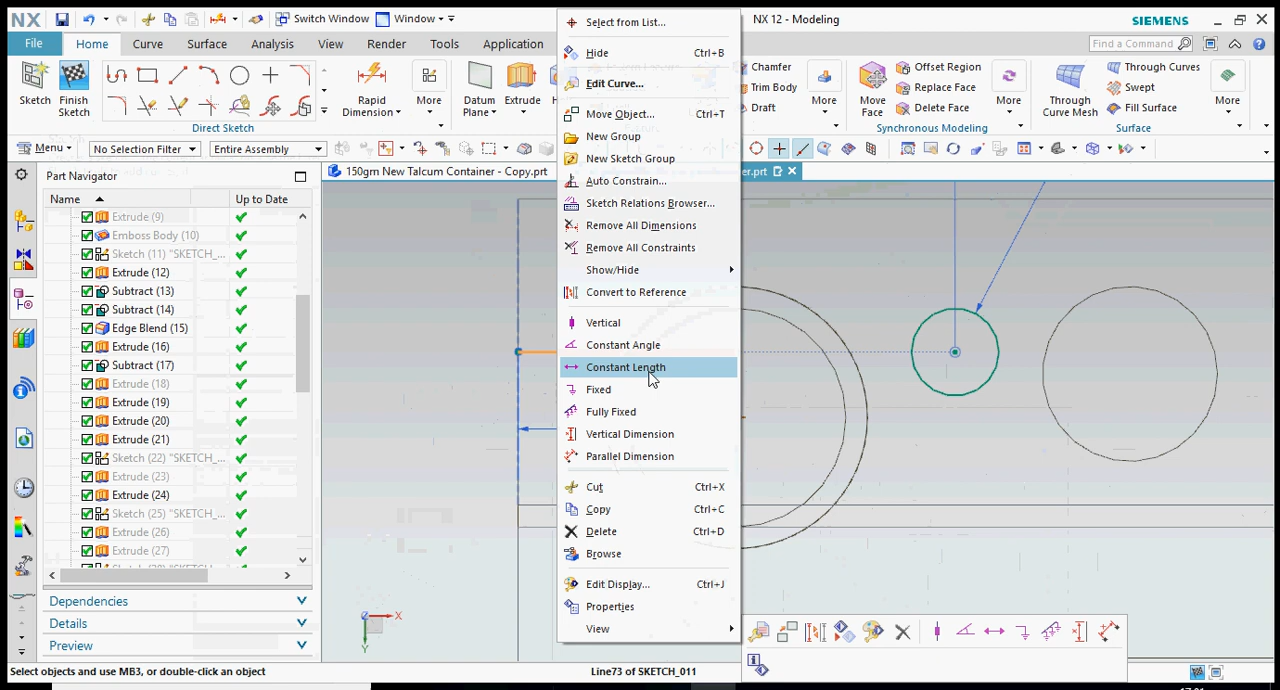 NX
Switch Window
Window
NX 12 - Modeling
SIEMENS
File
Home
Curve
Surface
Analysis
View
Render
Tools
Application
Find a Command
Sketch
Finish
Sketch
Direct Sketch
Rapid
Dimension
More
Datum
Plane
Extrude
Chamfer
Trim Body
Draft
More
Move
Face
Offset Region
Replace Face
Delete Face
More
Synchronous Modeling
Through
Curve Mesh
Through Curves
Swept
Fill Surface
More
Surface
Menu
No Selection Filter
Entire Assembly
Part Navigator
Name
Up to Date
Extrude (9)
Emboss Body (10)
Sketch (11) "SKETCH_...
Extrude (12)
Subtract (13)
Subtract (14)
Edge Blend (15)
Extrude (16)
Subtract (17)
Extrude (18)
Extrude (19)
Extrude (20)
Extrude (21)
Sketch (22) "SKETCH_...
Extrude (23)
Extrude (24)
Sketch (25) "SKETCH_...
Extrude (26)
Extrude (27)
Dependencies
Details
Preview
150gm New Talcum Container - Copy.prt
er.prt
Select from List...
Hide Ctrl+B
Edit Curve...
Move Object... Ctrl+T
New Group
New Sketch Group
Auto Constrain...
Sketch Relations Browser...
Remove All Dimensions
Remove All Constraints
Show/Hide
Convert to Reference
Vertical
Constant Angle
Constant Length
Fixed
Fully Fixed
Vertical Dimension
Parallel Dimension
Cut Ctrl+X
Copy Ctrl+C
Delete Ctrl+D
Browse
Edit Display... Ctrl+J
Properties
View
X
Y
Z
Select objects and use MB3, or double-click an object
Line73 of SKETCH_011